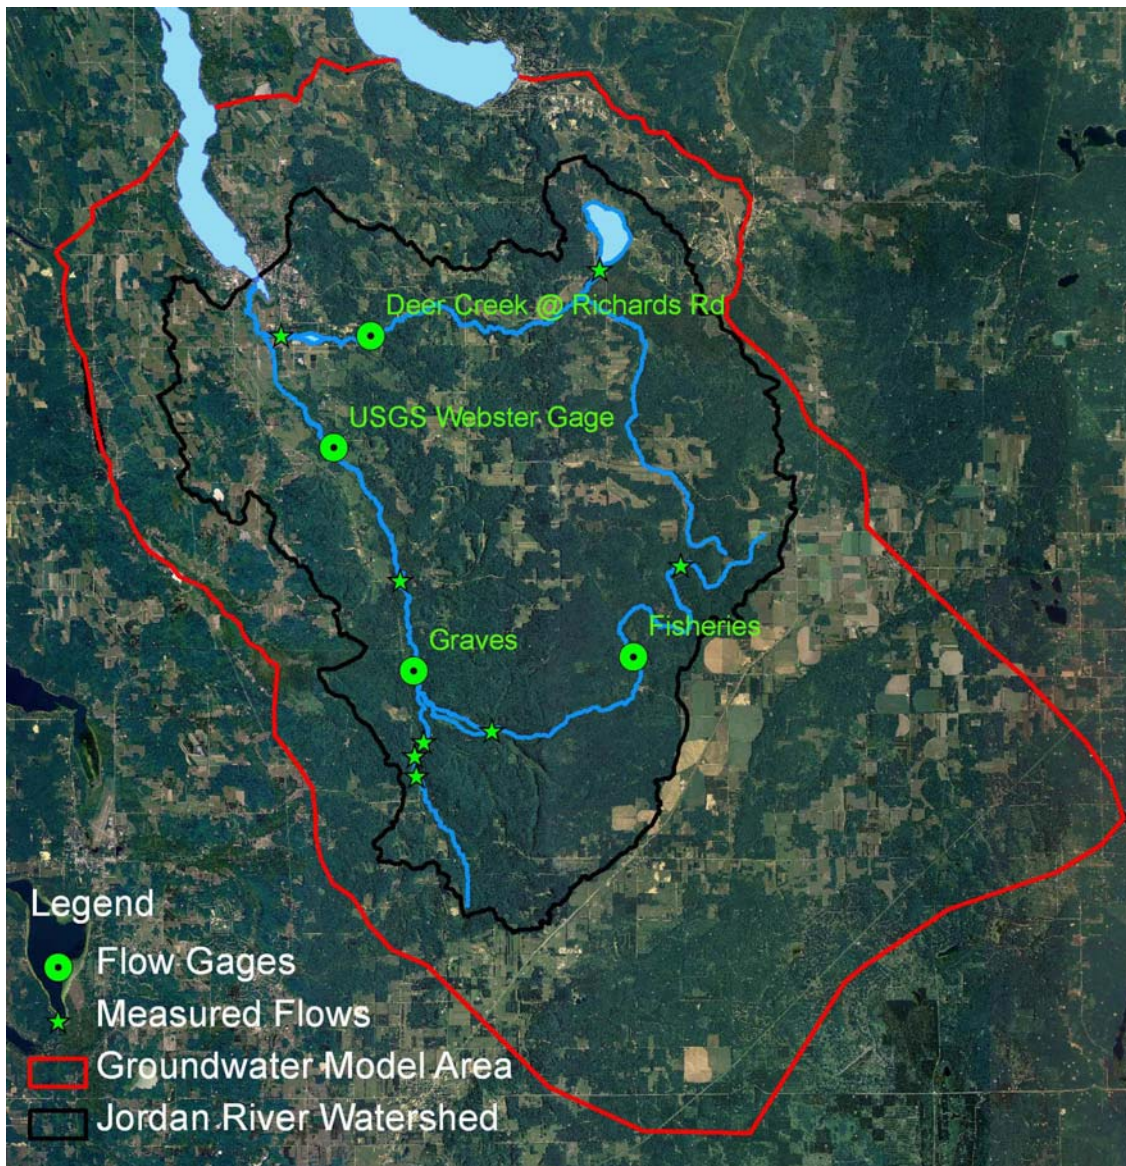 Deer Creek @ Richards Rd
USGS Webster Gage
Graves
Fisheries
Legend
Flow Gages
Measured Flows
Groundwater Model Area
Jordan River Watershed